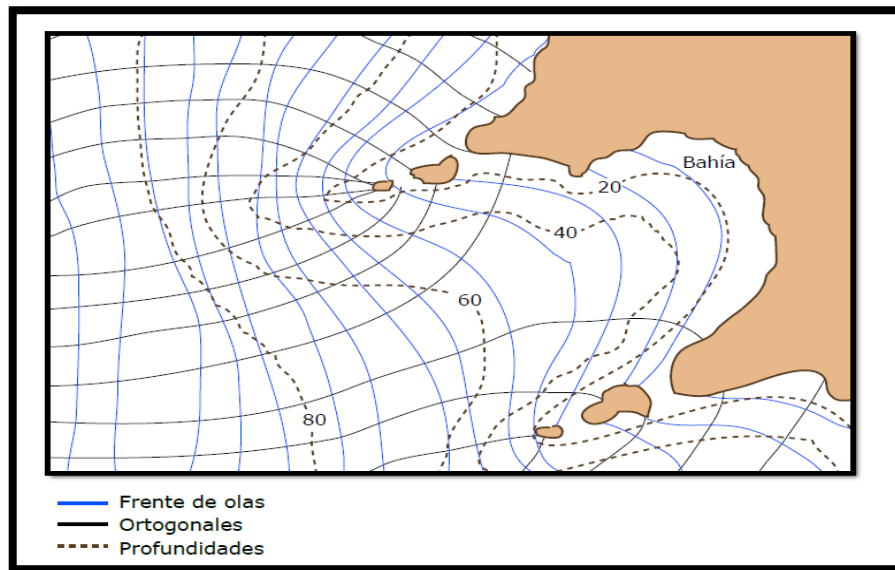 Bahía
20
40
60
80
Frente de olas
Ortogonales
Profundidades